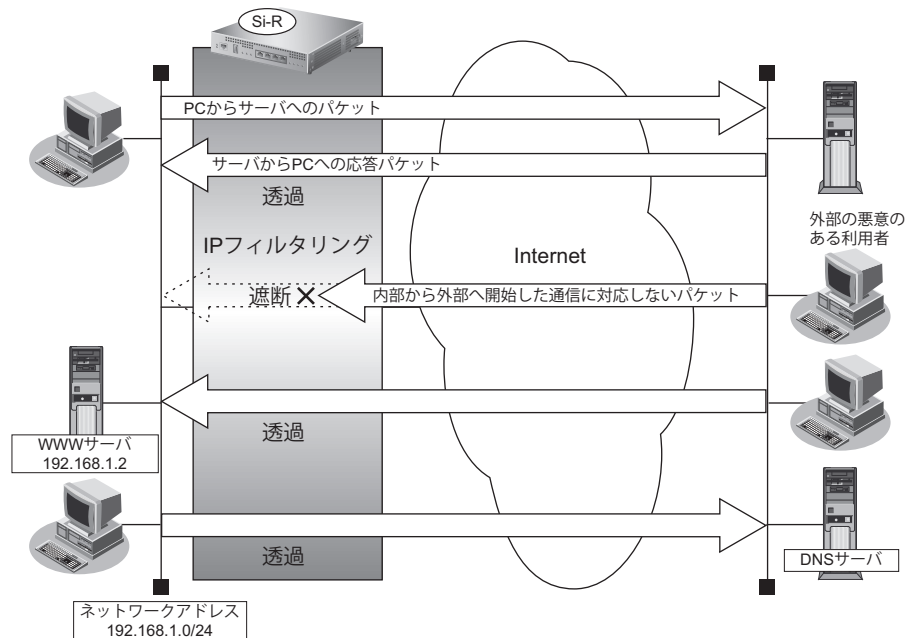 Si-R
PCからサーバへのパケット
サーバからPCへの応答パケット
透過
外部の悪意の
ある利用者
IPフィルタリング
Internet
遮断
内部から外部へ開始した通信に対応しないパケット
透過
WWWサーバ
192.168.1.2
透過
DNSサーバ
ネットワークアドレス
192.168.1.0/24